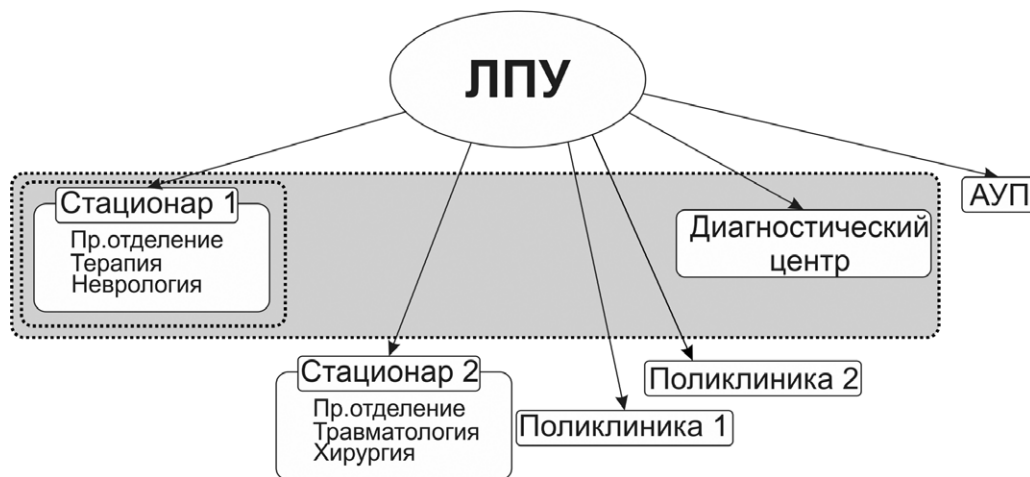 ЛПУ
Стационар 1
Пр.отделение
Терапия
Неврология
Диагностический
центр
АУП
Стационар 2
Пр.отделение
Травматология
Хирургия
Поликлиника 1
Поликлиника 2